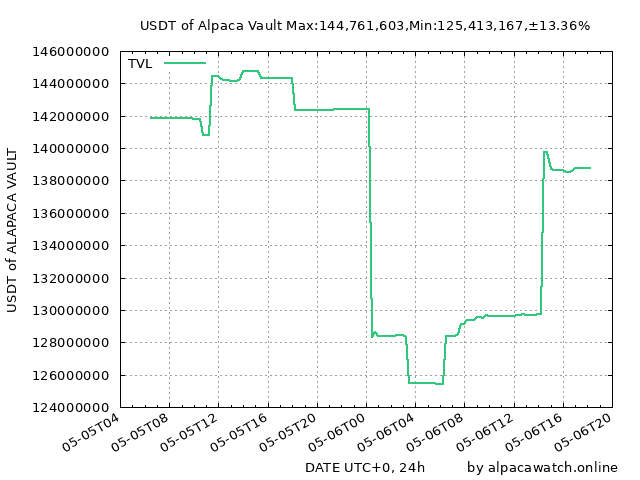 USDT of Alpaca Vault Max:144,761,603,Min:125,413,167,±13.36%
TVL
146000000
144000000
142000000
140000000
138000000
136000000
134000000
132000000
130000000
128000000
126000000
124000000
USDT of ALAPACA VAULT
05-05T04
05-05T08
05-05T12
05-05T16
05-05T20
05-06T00
05-06T04
05-06T08
05-06T12
05-06T16
05-06T20
DATE UTC+0, 24h
by alpacawatch.online